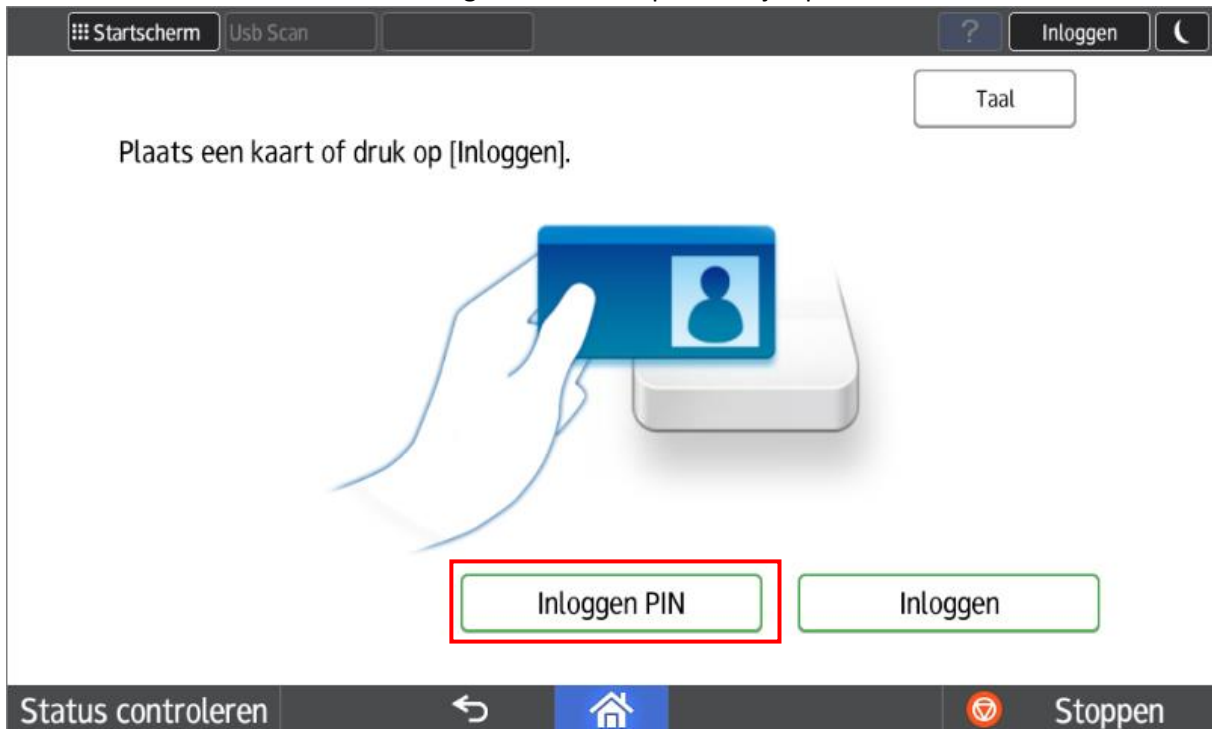 Startscherm Usb Scan ? Inloggen
Taal
Plaats een kaart of druk op [Inloggen].
Inloggen PIN Inloggen
Status controleren Stoppen